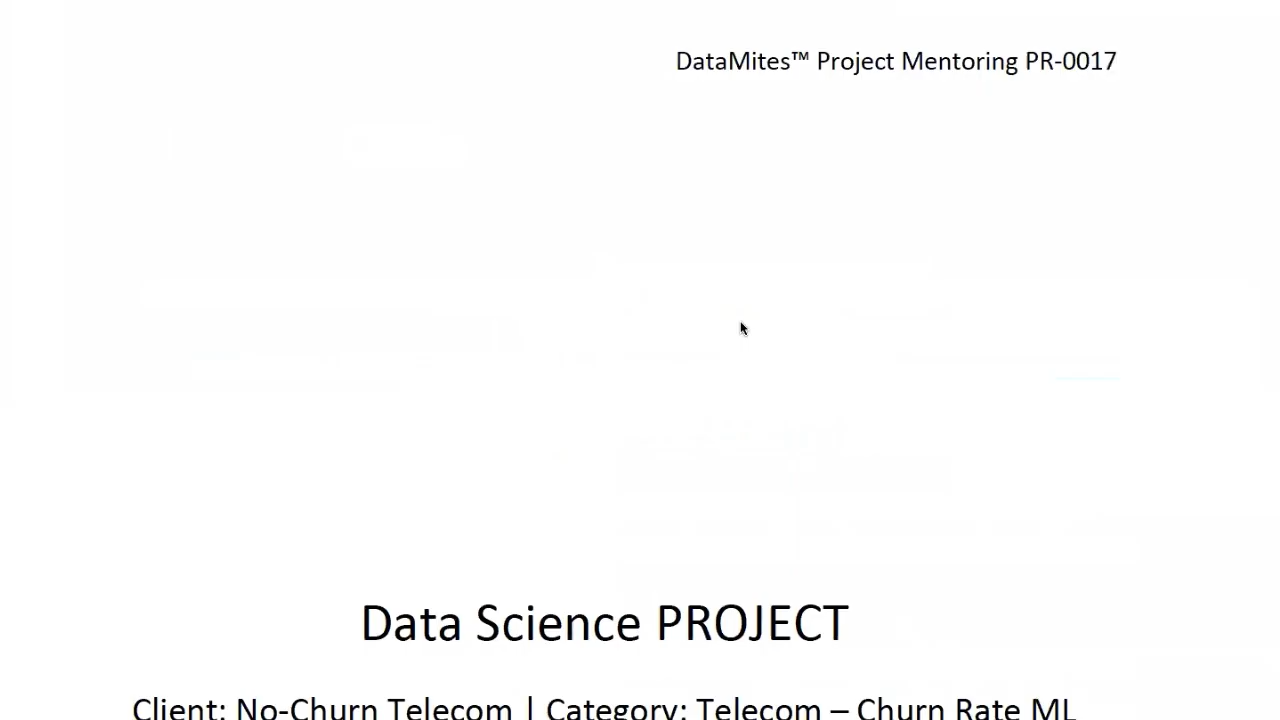 DataMites™ Project Mentoring PR-0017
Data Science PROJECT
Client: No-Churn Telecom | Category: Telecom – Churn Rate ML